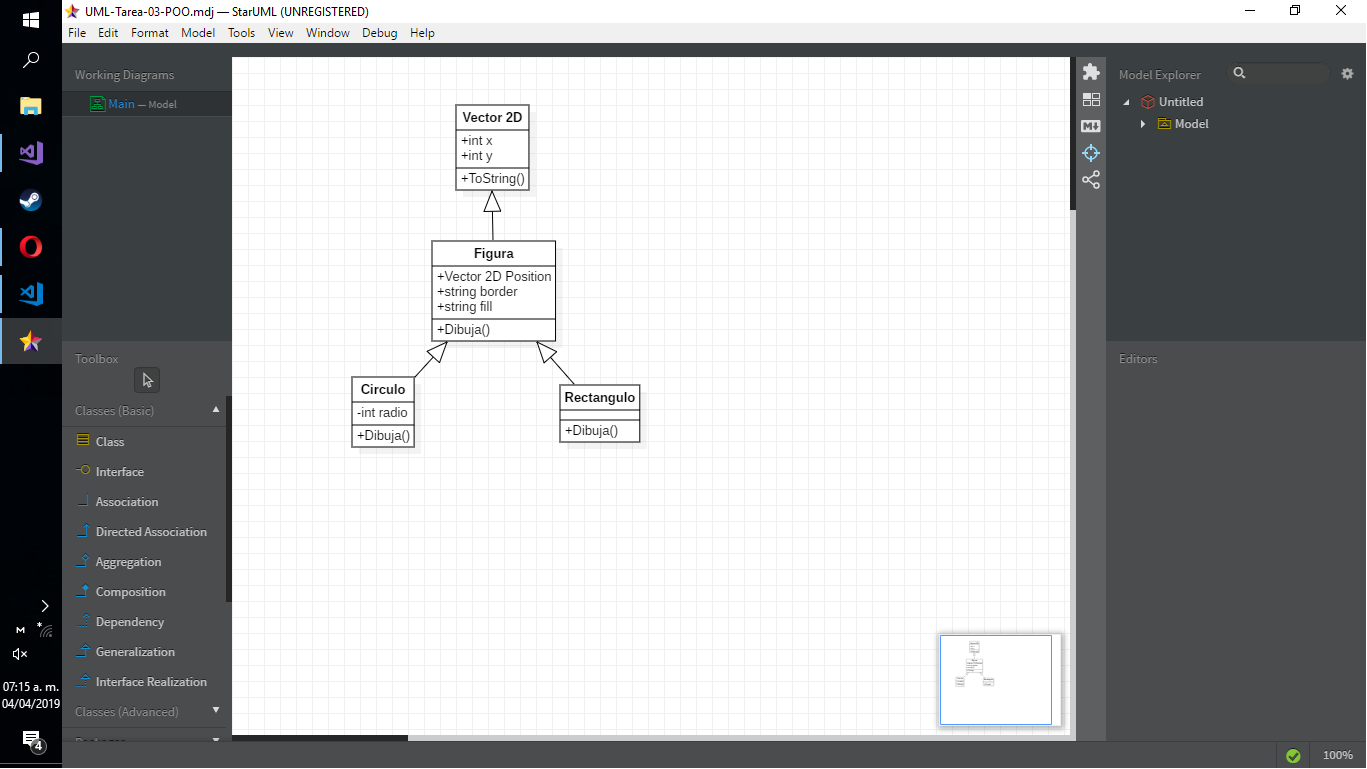 UML-Tarea-03-POO.mdj — StarUML (UNREGISTERED)
File Edit Format Model Tools View Window Debug Help
Working Diagrams
Main — Model
Toolbox
Classes (Basic)
Class
Interface
Association
Directed Association
Aggregation
Composition
Dependency
Generalization
Interface Realization
Classes (Advanced)
Vector 2D
+int x
+int y
+ToString()
Figura
+Vector 2D Position
+string border
+string fill
+Dibuja()
Circulo
-int radio
+Dibuja()
Rectangulo
+Dibuja()
Model Explorer
Untitled
Model
Editors
100%
07:15 a. m.
04/04/2019
4